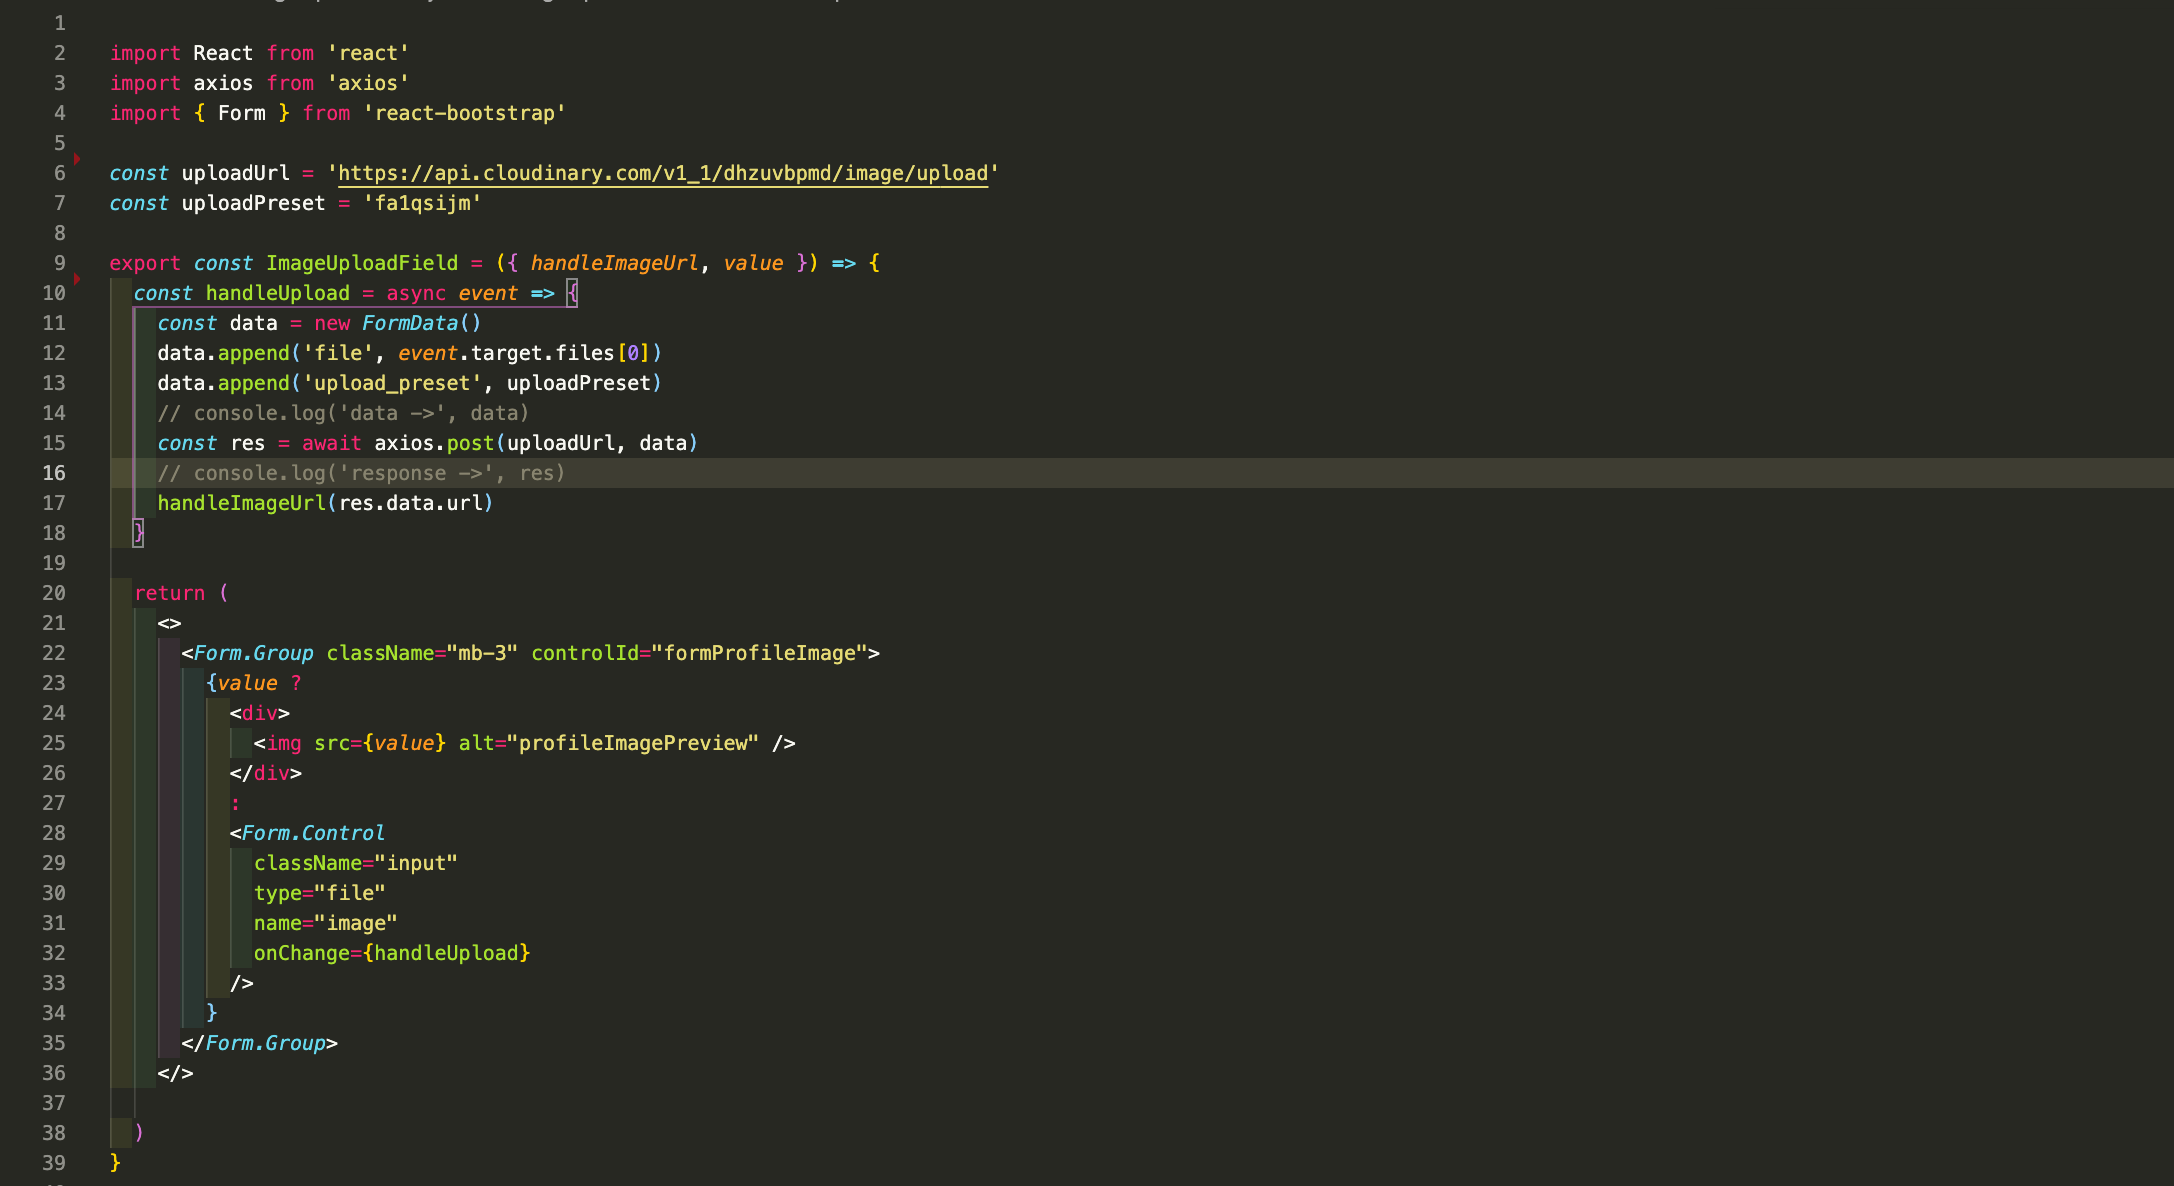 1
2 import React from 'react'
3 import axios from 'axios'
4 import { Form } from 'react-bootstrap'
5
6 const uploadUrl = 'https://api.cloudinary.com/v1_1/dhzuvbpmd/image/upload'
7 const uploadPreset = 'fa1qsijm'
8
9 export const ImageUploadField = ({ handleImageUrl, value }) => {
10   const handleUpload = async event => {
11     const data = new FormData()
12     data.append('file', event.target.files[0])
13     data.append('upload_preset', uploadPreset)
14     // console.log('data ->', data)
15     const res = await axios.post(uploadUrl, data)
16     // console.log('response ->', res)
17     handleImageUrl(res.data.url)
18   }
19
20   return (
21     <>
22       <Form.Group className="mb-3" controlId="formProfileImage">
23         {value ?
24           <div>
25             <img src={value} alt="profileImagePreview" />
26           </div>
27           :
28           <Form.Control
29             className="input"
30             type="file"
31             name="image"
32             onChange={handleUpload}
33           />
34         }
35       </Form.Group>
36     </>
37
38   )
39 }